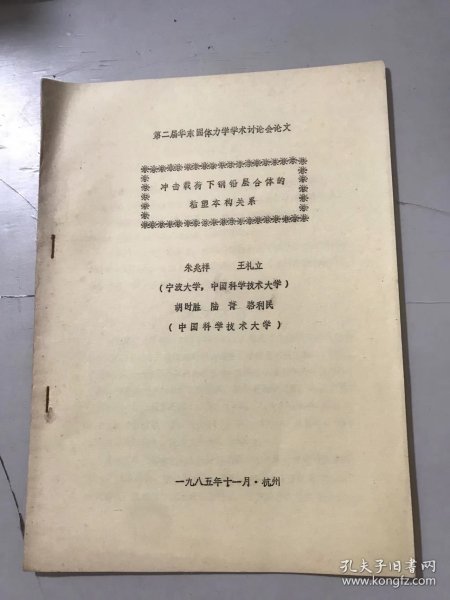 第二届华东固体力学学术讨论会论文
冲击载荷下钢铅层合体的
粘塑本构关系
朱兆祥 王礼立
(宁波大学,中国科学技术大学)
胡时胜 陆 骆利民
(中国科学技术大学)
一九八五年十一月·杭州
孔夫子旧书网
www.kongfz.com